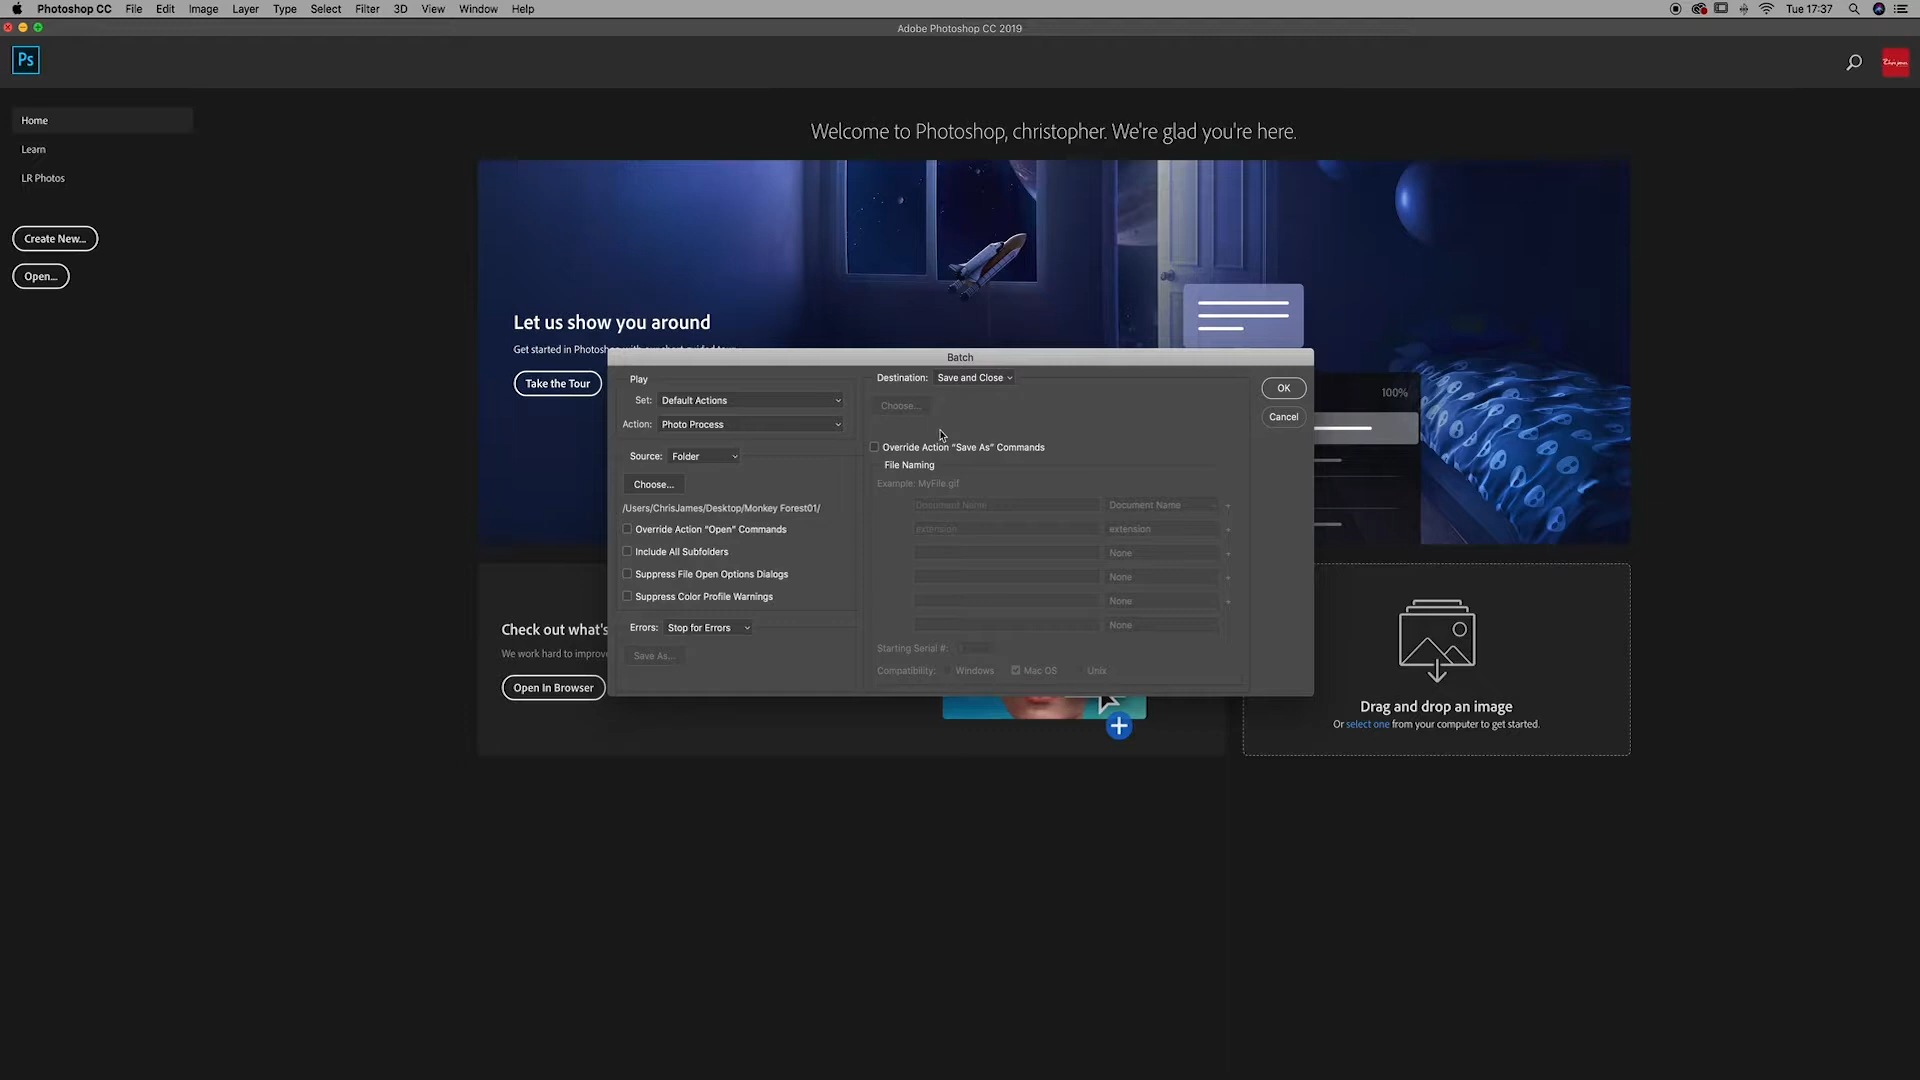 Photoshop CC File Edit Image Layer Type Select Filter 3D View Window Help Tue 17:37
Adobe Photoshop CC 2019
Ps
Home
Learn
LR Photos
Create New...
Open...
Welcome to Photoshop, christopher. We're glad you're here.
Let us show you around
Get started in
Take the Tour
100%
Batch
Play
Set: Default Actions
Action: Photo Process
Source: Folder
Choose...
/Users/ChrisJames/Desktop/Monkey Forest01/
Override Action "Open" Commands
Include All Subfolders
Suppress File Open Options Dialogs
Suppress Color Profile Warnings
Errors: Stop for Errors
Save As...
Destination: Save and Close
Choose...
Override Action "Save As" Commands
File Naming
Example: MyFile.gif
Document Name Document Name +
extension extension +
None +
None +
None +
None
Starting Serial #: 1
Compatibility: Windows Mac OS Unix
OK
Cancel
Check out what's
We work hard to improve
Open In Browser
Drag and drop an image
Or select one from your computer to get started.